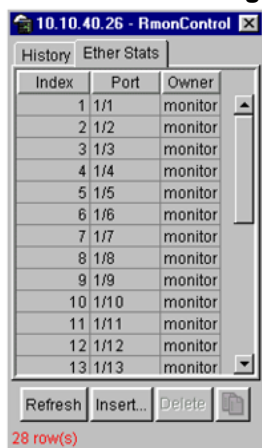 10.10.40.26 - RmonControl
History Ether Stats
Index Port Owner
1 1/1 monitor
2 1/2 monitor
3 1/3 monitor
4 1/4 monitor
5 1/5 monitor
6 1/6 monitor
7 1/7 monitor
8 1/8 monitor
9 1/9 monitor
10 1/10 monitor
11 1/11 monitor
12 1/12 monitor
13 1/13 monitor
Refresh Insert... Delete
28 row(s)